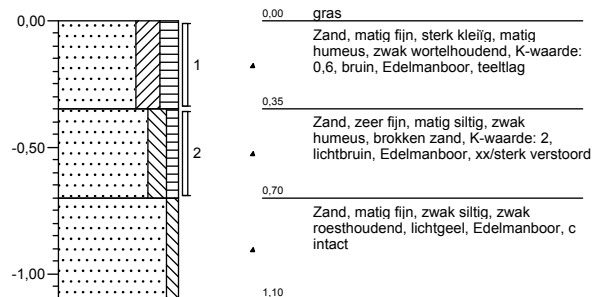 0,00
-0,50
-1,00
1
2
0,00 gras
Zand, matig fijn, sterk kleiïg, matig
humeus, zwak wortelhoudend, K-waarde:
0,6, bruin, Edelmanboor, teeltlag
0,35
Zand, zeer fijn, matig siltig, zwak
humeus, brokken zand, K-waarde: 2,
lichtbruin, Edelmanboor, xx/sterk verstoord
0,70
Zand, matig fijn, zwak siltig, zwak
roesthoudend, lichtgeel, Edelmanboor, c
intact
1,10